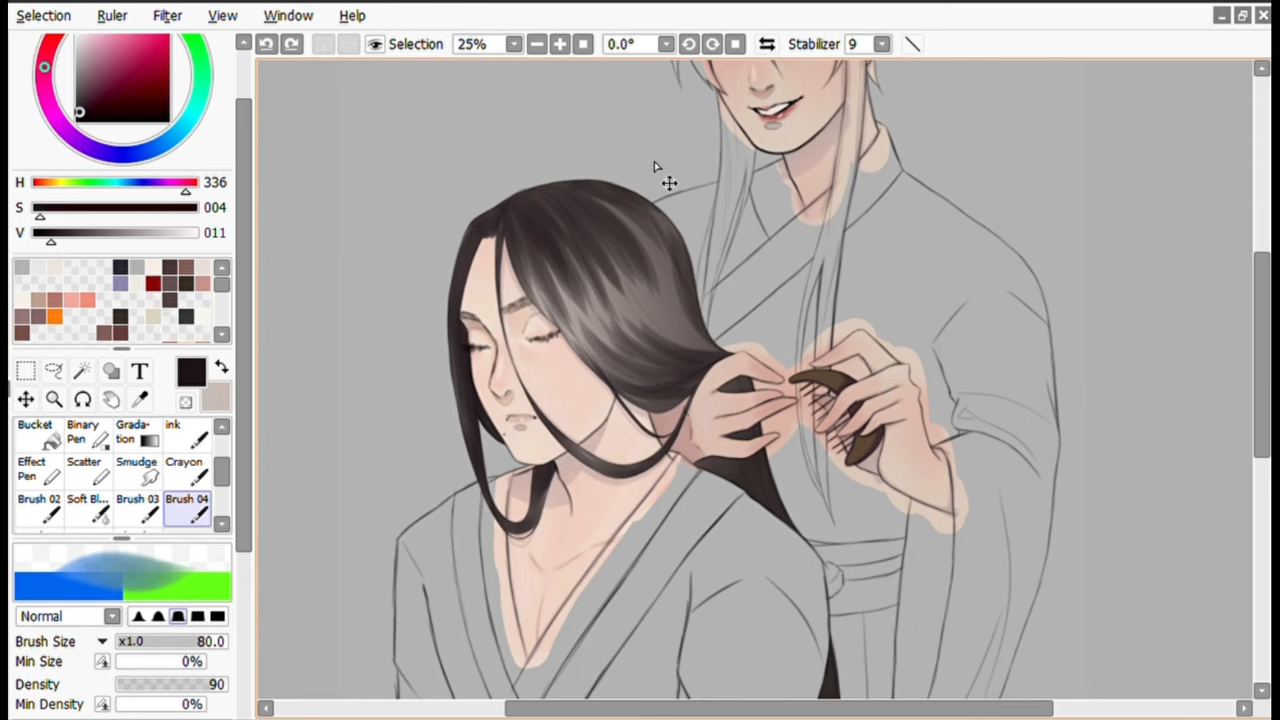 Selection Ruler Filter View Window Help
Selection 25% 0.0° Stabilizer 9
H 336
S 004
V 011
T
Bucket Binary Pen Grada-tion ink
Effect Pen Scatter Smudge Crayon
Brush 02 Soft Bl... Brush 03 Brush 04
Normal
Brush Size x1.0 80.0
Min Size 0%
Density 90
Min Density 0%